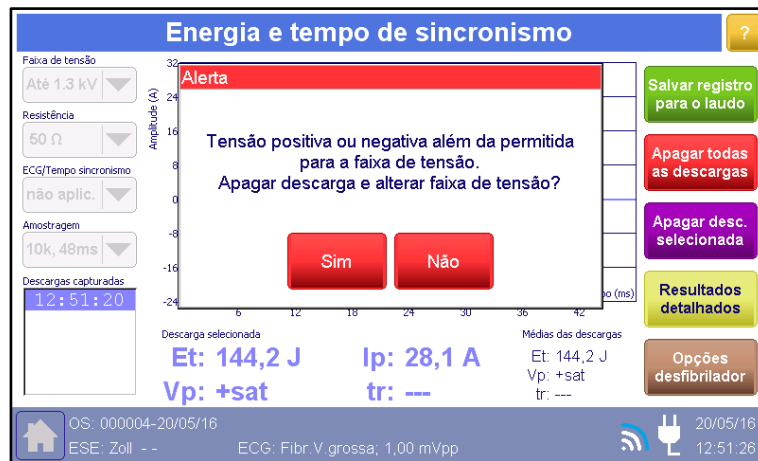 Energia e tempo de sincronismo
?
Faixa de tensão
Até 1.3 kV
Resistência
50 Ω
ECG/Tempo sincronismo
não aplic.
Amostragem
10k, 48ms
Descargas capturadas
12:51:20
Amplitude (A)
32
24
16
8
0
-8
-16
-24
6 12 18 24 30 36 42
po (ms)
Alerta
Tensão positiva ou negativa além da permitida
para a faixa de tensão.
Apagar descarga e alterar faixa de tensão?
Sim Não
Salvar registro
para o laudo
Apagar todas
as descargas
Apagar desc.
selecionada
Resultados
detalhados
Opções
desfibrilador
Descarga selecionada
Et: 144,2 J Ip: 28,1 A
Vp: +sat tr: ---
Médias das descargas
Et: 144,2 J
Vp: +sat
tr: ---
OS: 000004-20/05/16
ESE: Zoll - - ECG: Fibr.V.grossa; 1,00 mVpp
20/05/16
12:51:26